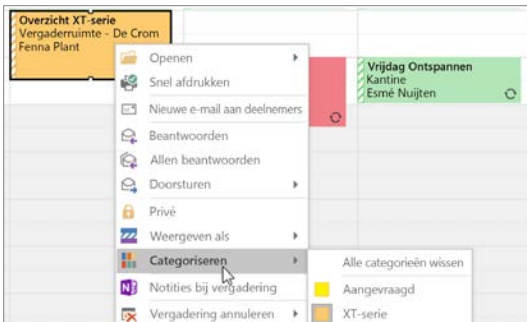 Overzicht XT-serie
Vergaderruimte - De Crom
Fenna Plant
Vrijdag Ontspannen
Kantine
Esmé Nuijten
Openen
Snel afdrukken
Nieuwe e-mail aan deelnemers
Beantwoorden
Allen beantwoorden
Doorsturen
Privé
Weergeven als
Categoriseren
Notities bij vergadering
Vergadering annuleren
Alle categorieën wissen
Aangevraagd
XT-serie